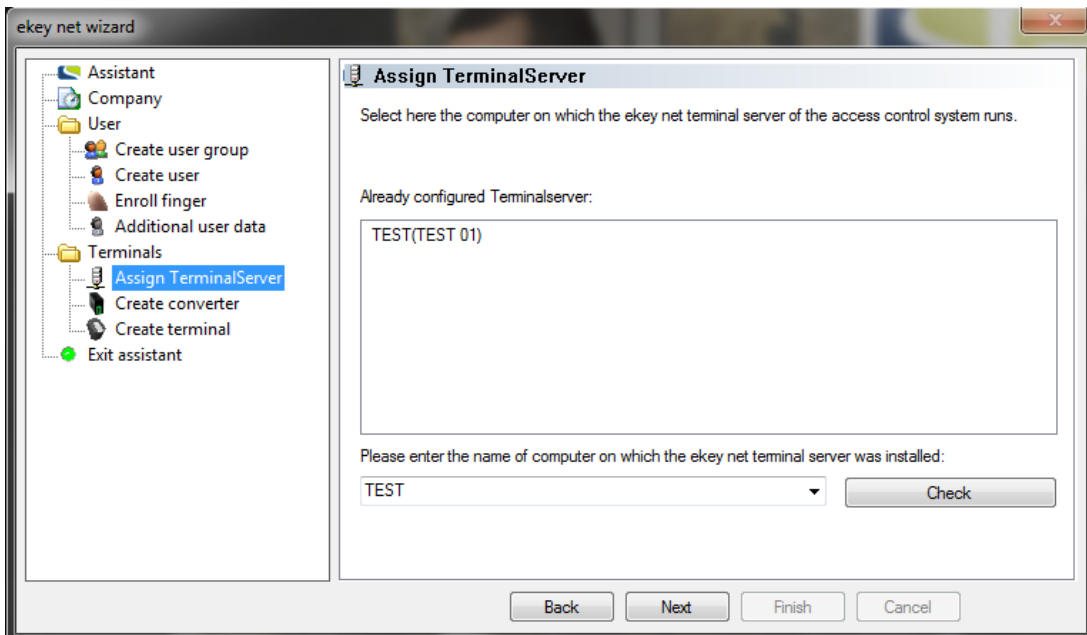 ekey net wizard
Assistant
Company
User
Create user group
Create user
Enroll finger
Additional user data
Terminals
Assign TerminalServer
Create converter
Create terminal
Exit assistant
Assign TerminalServer
Select here the computer on which the ekey net terminal server of the access control system runs.
Already configured Terminalserver:
TEST(TEST 01)
Please enter the name of computer on which the ekey net terminal server was installed:
TEST
Check
Back
Next
Finish
Cancel